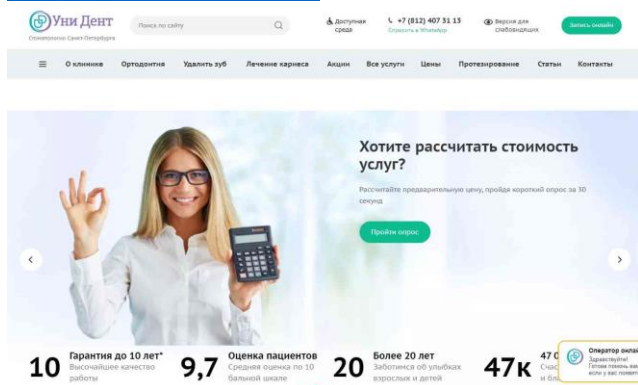 Уни Дент
Стоматологии Санкт-Петербурга
Поиск по сайту
Доступная среда
+7 (812) 407 31 13
Спросить в WhatsApp
Версия для слабовидящих
Запись онлайн
О клинике Ортодонтия Удалить зуб Лечение кариеса Акции Все услуги Цены Протезирование Статьи Контакты
Хотите рассчитать стоимость
услуг?
Рассчитайте предварительную цену, пройдя короткий опрос за 30
секунд
Пройти опрос
10
Гарантия до 10 лет*
Высочайшее качество
работы
9,7
Оценка пациентов
Средняя оценка по 10
бальной шкале
20
Более 20 лет
Заботимся об улыбках
взрослых и детей
47к
Оператор онлай
Здравствуйте!